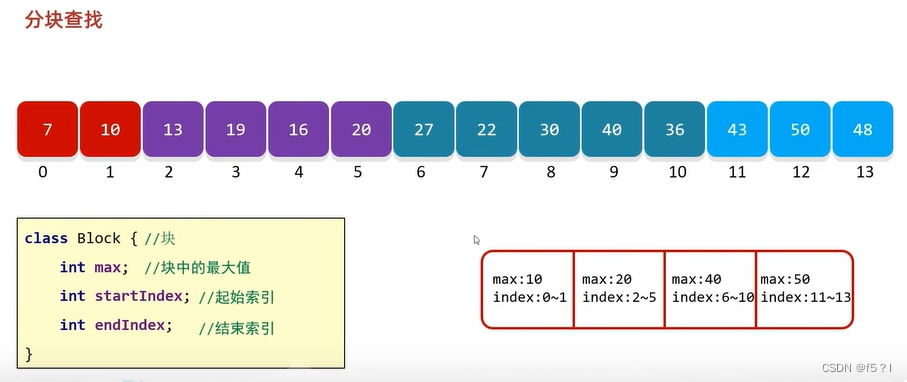 分块查找
7 10 13 19 16 20 27 22 30 40 36 43 50 48
0 1 2 3 4 5 6 7 8 9 10 11 12 13
class Block { //块
int max; //块中的最大值
int startIndex; //起始索引
int endIndex; //结束索引
}
max:10 max:20 max:40 max:50
index:0~1 index:2~5 index:6~10 index:11~13
CSDN @f5？!